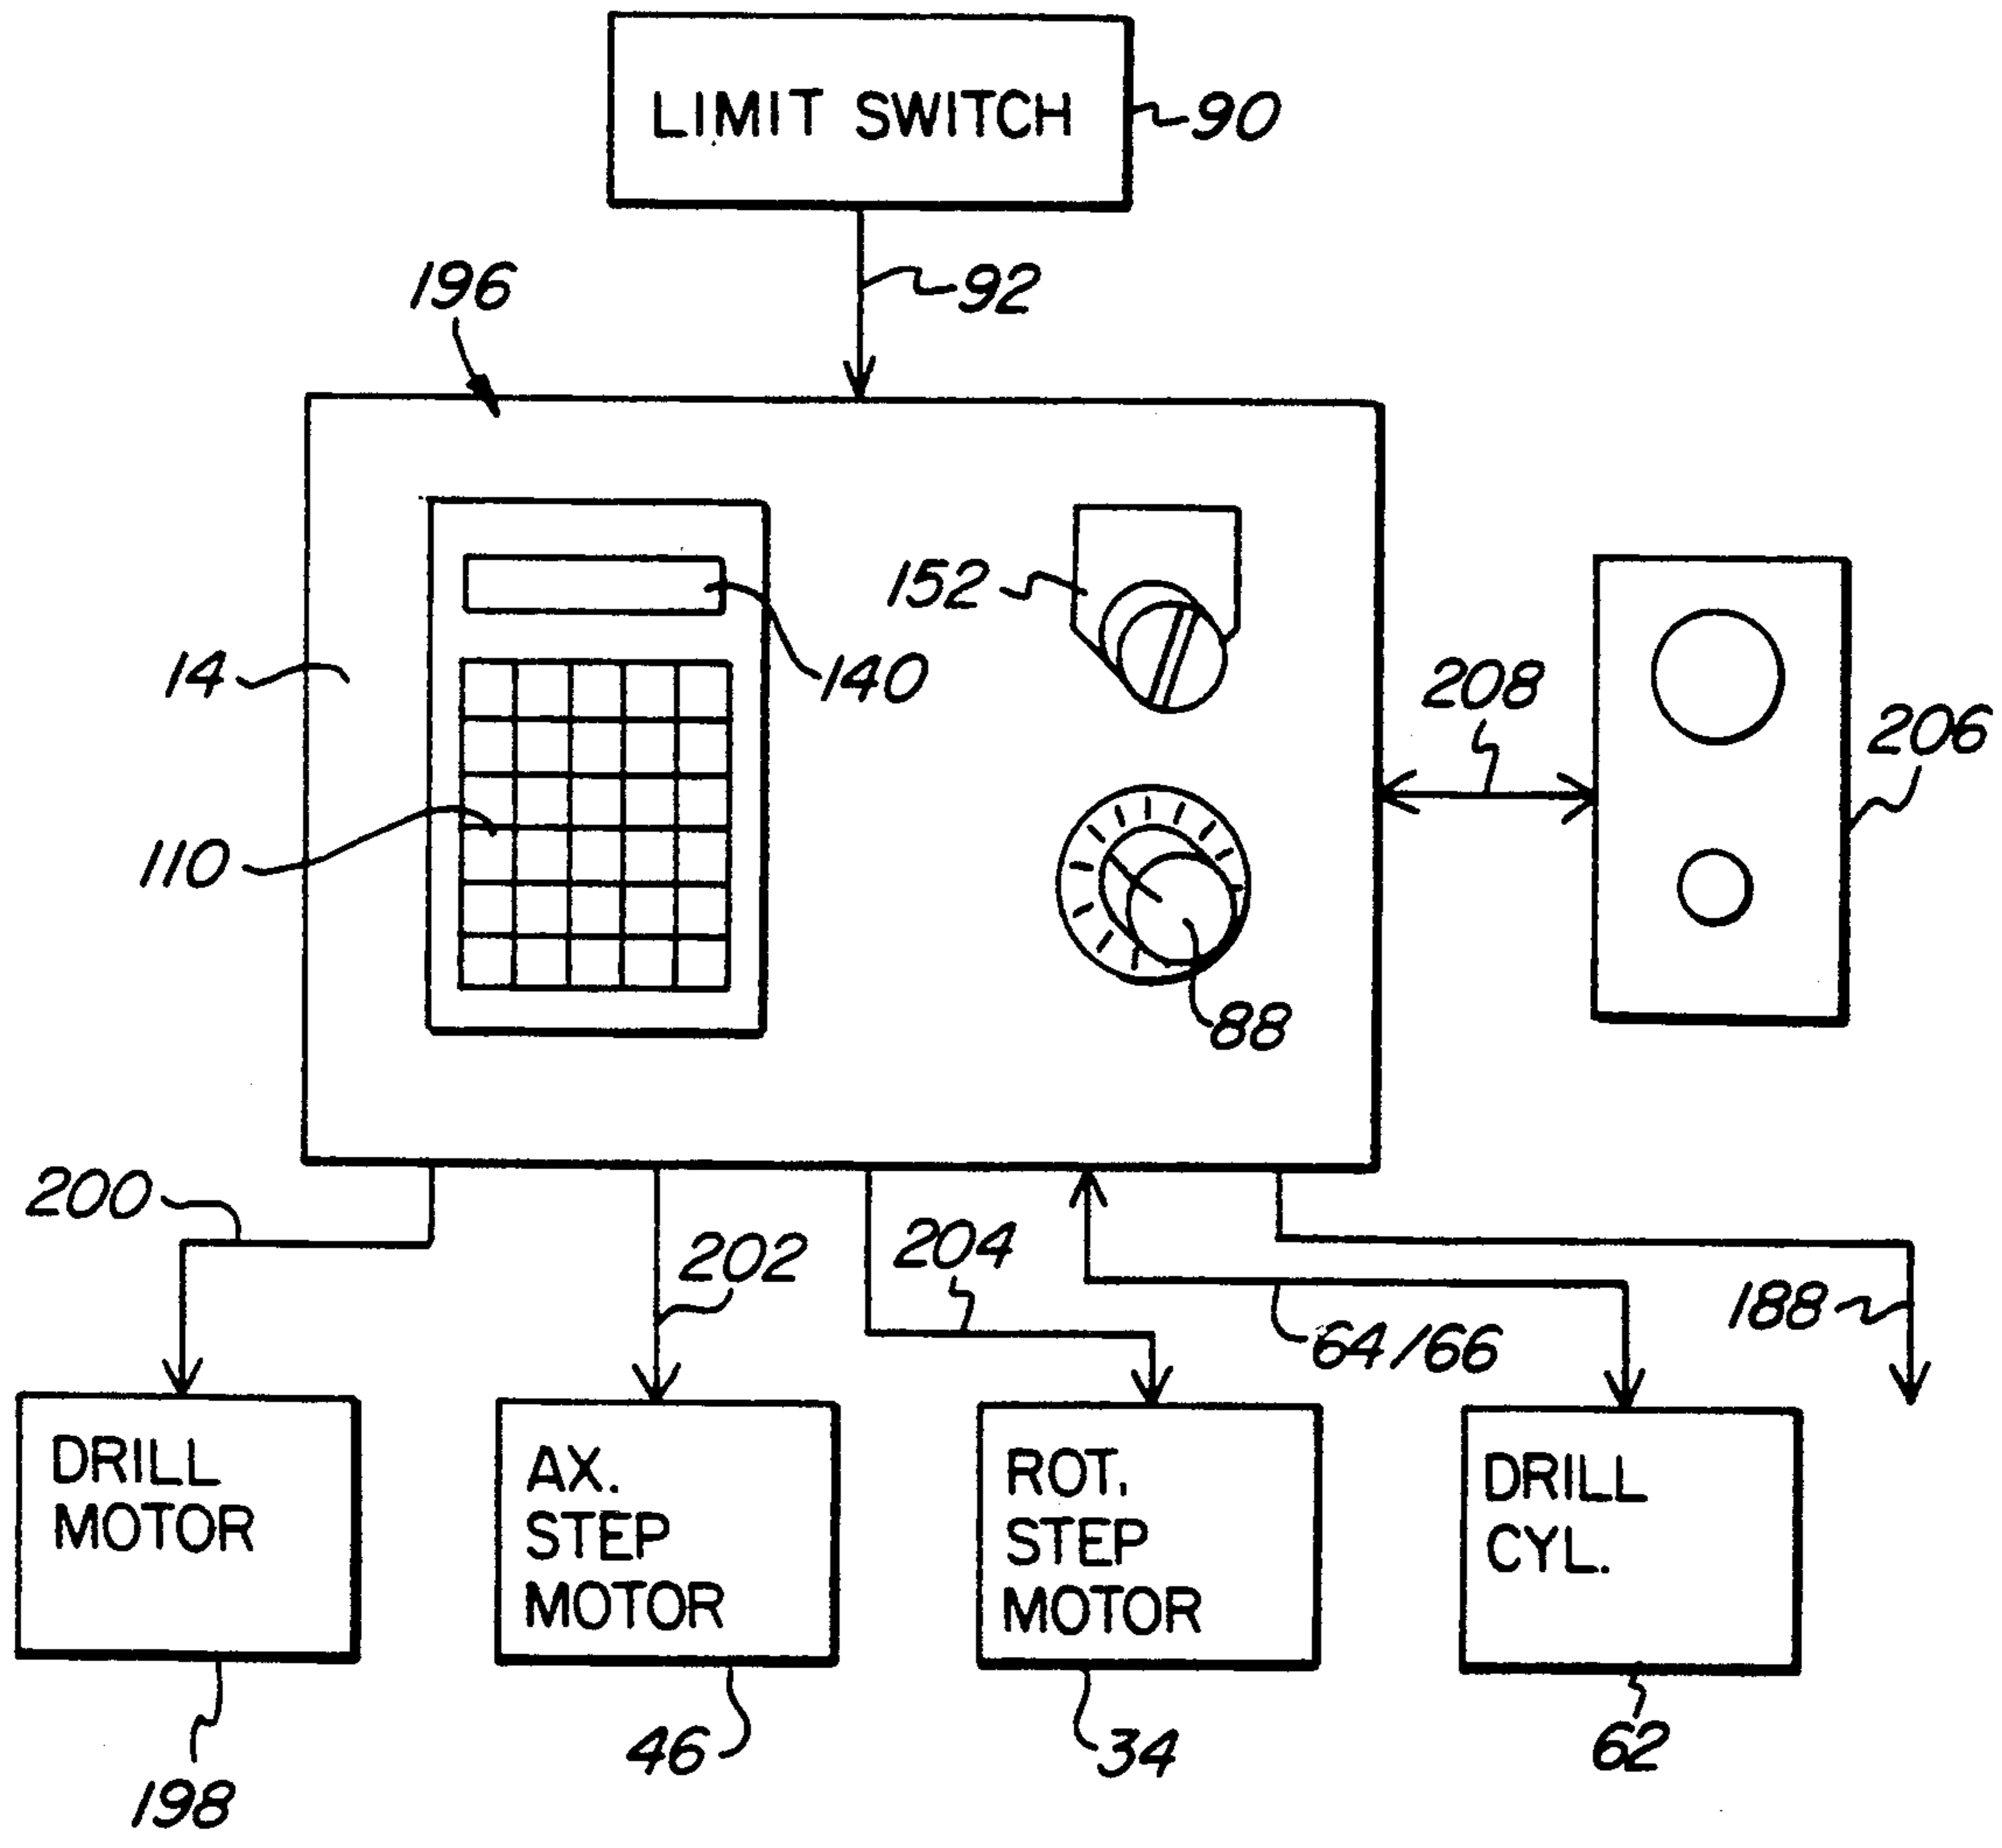 LIMIT SWITCH
90
92
196
152
14
140
208
206
110
88
200
202
204
188
64/66
DRILL
MOTOR
AX.
STEP
MOTOR
ROT.
STEP
MOTOR
DRILL
CYL.
198
46
34
62